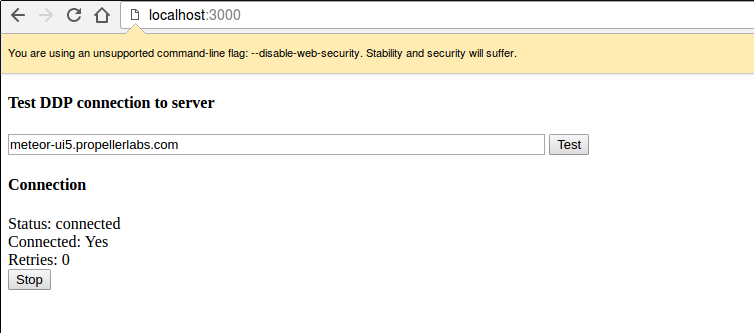 localhost:3000
You are using an unsupported command-line flag: --disable-web-security. Stability and security will suffer.
Test DDP connection to server
meteor-ui5.propellerlabs.com Test
Connection
Status: connected
Connected: Yes
Retries: 0
Stop